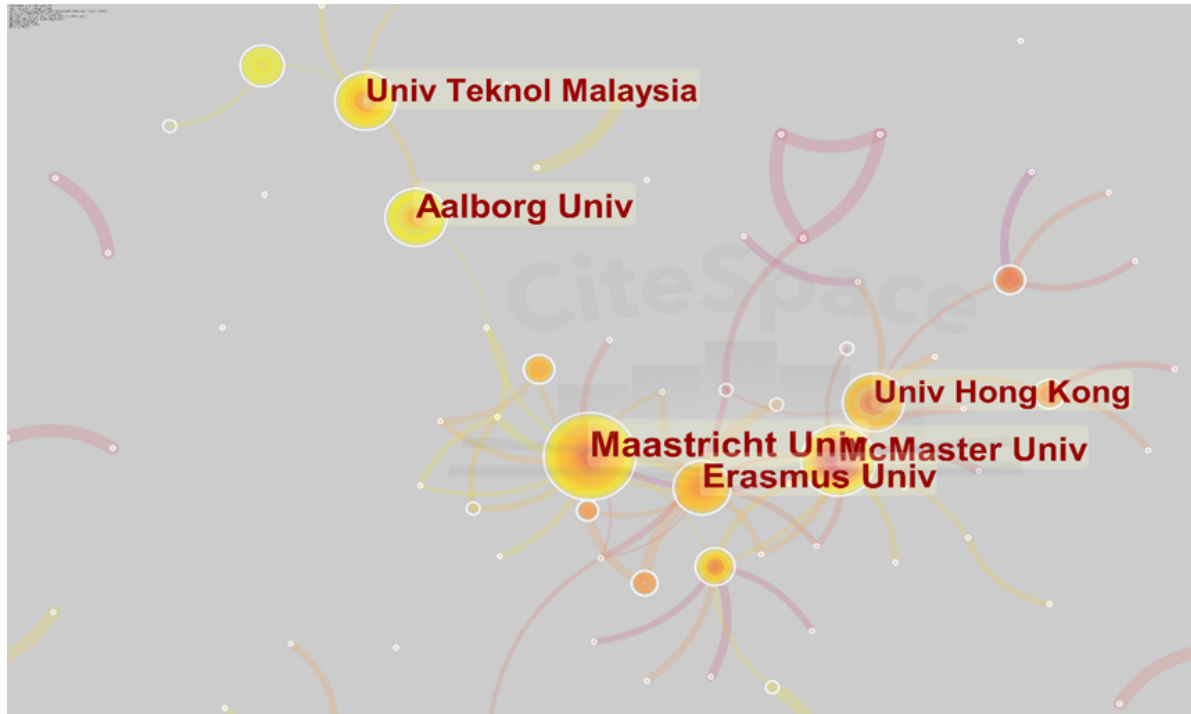 Univ Teknol Malaysia
Aalborg Univ
CiteSpace
Univ Hong Kong
Maastricht Univ
McMaster Univ
Erasmus Univ